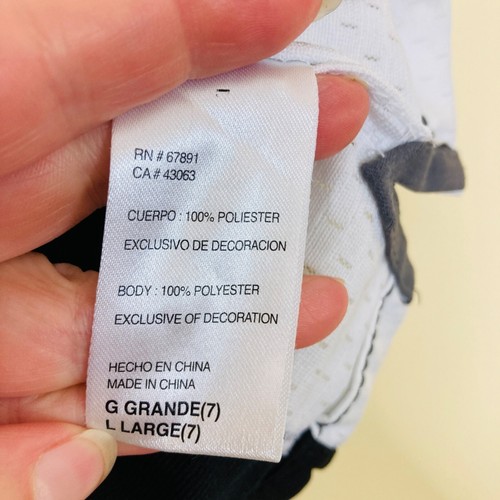 RN # 67891
CA # 43063
CUERPO : 100% POLIESTER
EXCLUSIVO DE DECORACION
BODY : 100% POLYESTER
EXCLUSIVE OF DECORATION
HECHO EN CHINA
MADE IN CHINA
G GRANDE(7)
L LARGE(7)